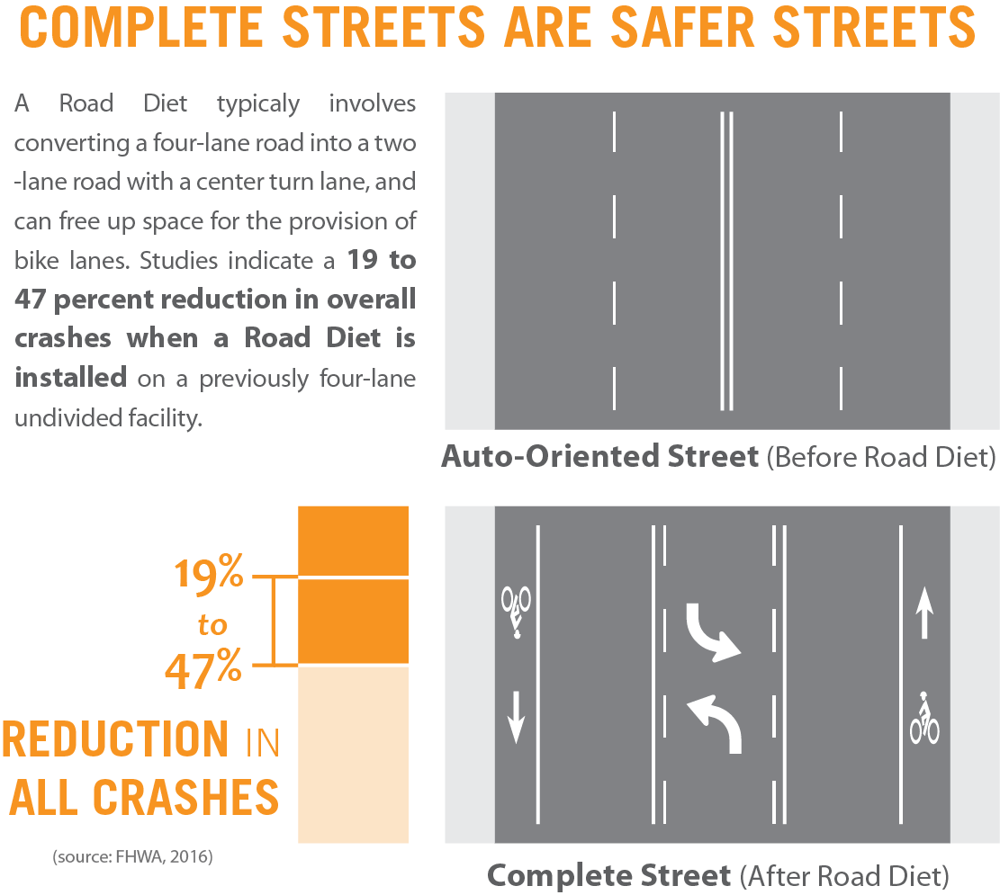 COMPLETE STREETS ARE SAFER STREETS
A Road Diet typicaly involves
converting a four-lane road into a two
-lane road with a center turn lane, and
can free up space for the provision of
bike lanes. Studies indicate a 19 to
47 percent reduction in overall
crashes when a Road Diet is
installed on a previously four-lane
undivided facility.
Auto-Oriented Street (Before Road Diet)
19%
to
47%
REDUCTION IN
ALL CRASHES
(source: FHWA, 2016)
Complete Street (After Road Diet)